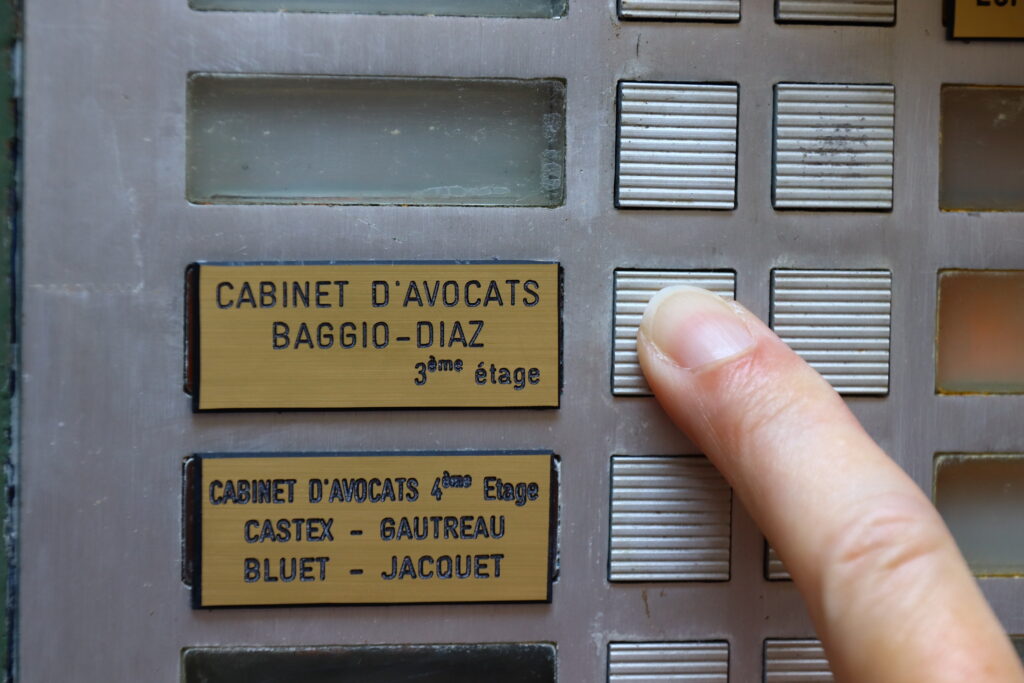 CABINET D'AVOCATS
BAGGIO-DIAZ
3ème étage
CABINET D'AVOCATS 4ème Etage
CASTEX - GAUTREAU
BLUET - JACQUET